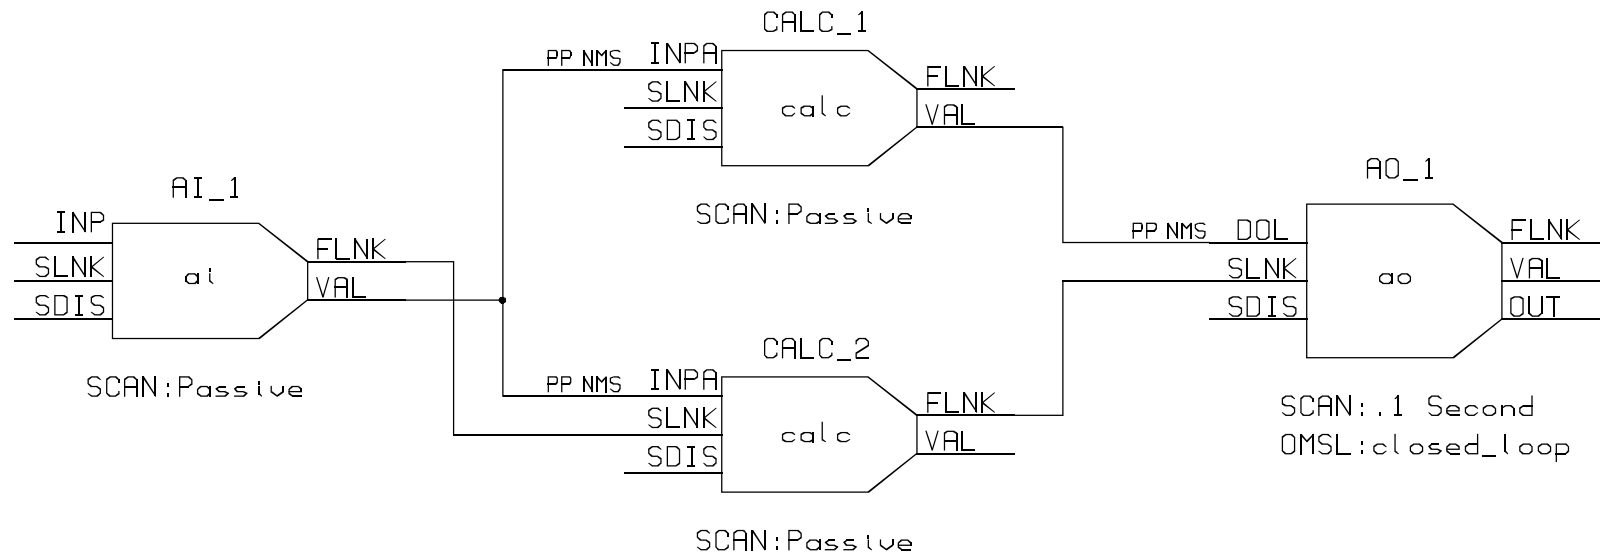 CALC_1
PP NMS INPA
SLNK
SDIS
calc
FLNK
VAL
SCAN:Passive
AI_1
INP
SLNK
SDIS
ai
FLNK
VAL
SCAN:Passive
CALC_2
PP NMS INPA
SLNK
SDIS
calc
FLNK
VAL
SCAN:Passive
AO_1
PP NMS DOL
SLNK
SDIS
ao
FLNK
VAL
OUT
SCAN:.1 Second
OMSL:closed_loop